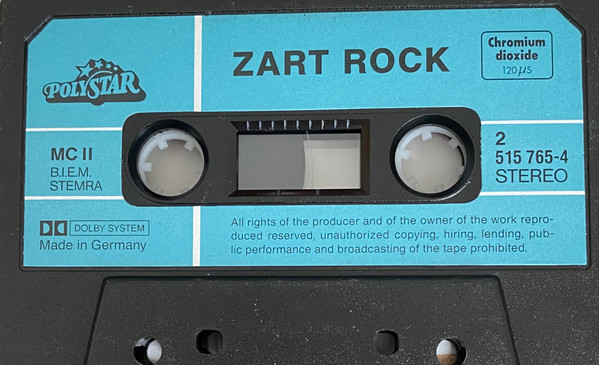 POLYSTAR
ZART ROCK
Chromium
dioxide
120 µS
MC II
B.I.E.M.
STEMRA
2
515 765-4
STEREO
DOLBY SYSTEM
Made in Germany
All rights of the producer and of the owner of the work repro-
duced reserved, unauthorized copying, hiring, lending, pub-
lic performance and broadcasting of the tape prohibited.